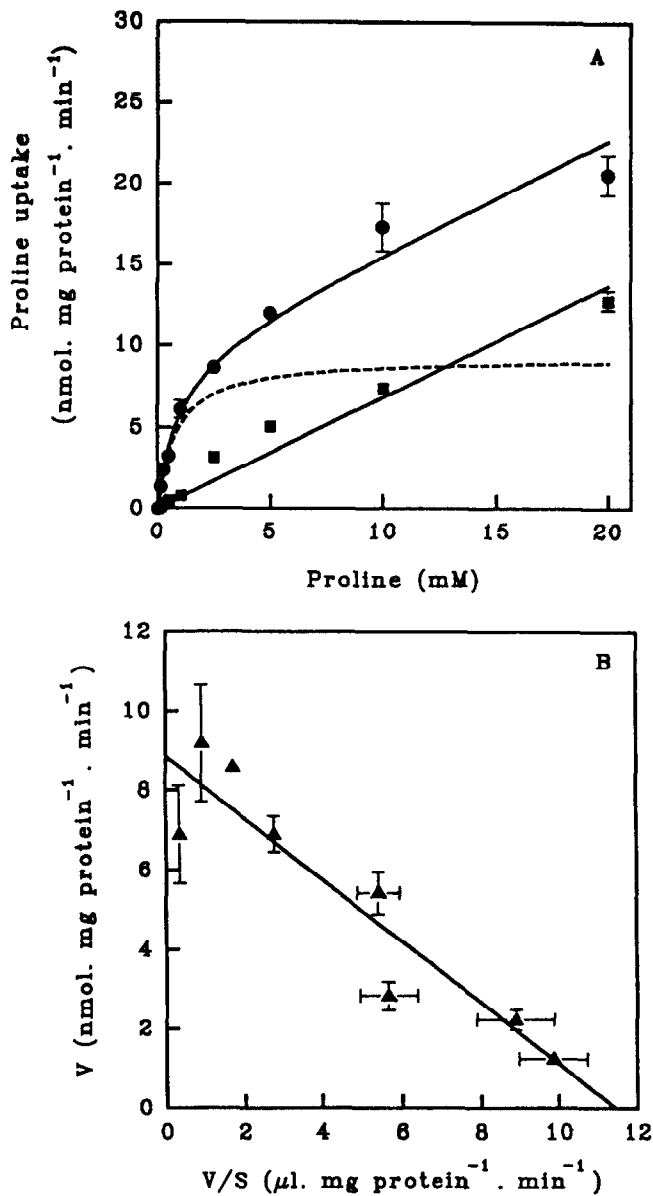 A
Proline uptake
(nmol. mg protein⁻¹. min⁻¹)
30
25
20
15
10
5
0
0 5 10 15 20
Proline (mM)
B
V (nmol. mg protein⁻¹. min⁻¹)
12
10
8
6
4
2
0
0 2 4 6 8 10 12
V/S (μl. mg protein⁻¹. min⁻¹)